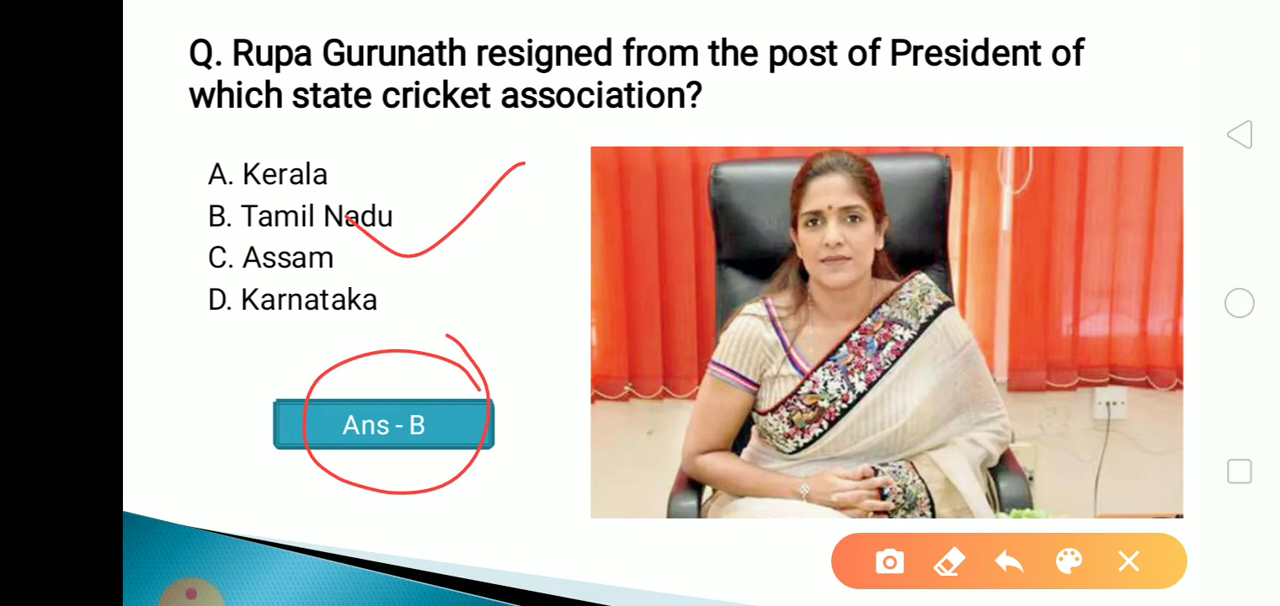 Q. Rupa Gurunath resigned from the post of President of
which state cricket association?
A. Kerala
B. Tamil Nadu
C. Assam
D. Karnataka
Ans - B